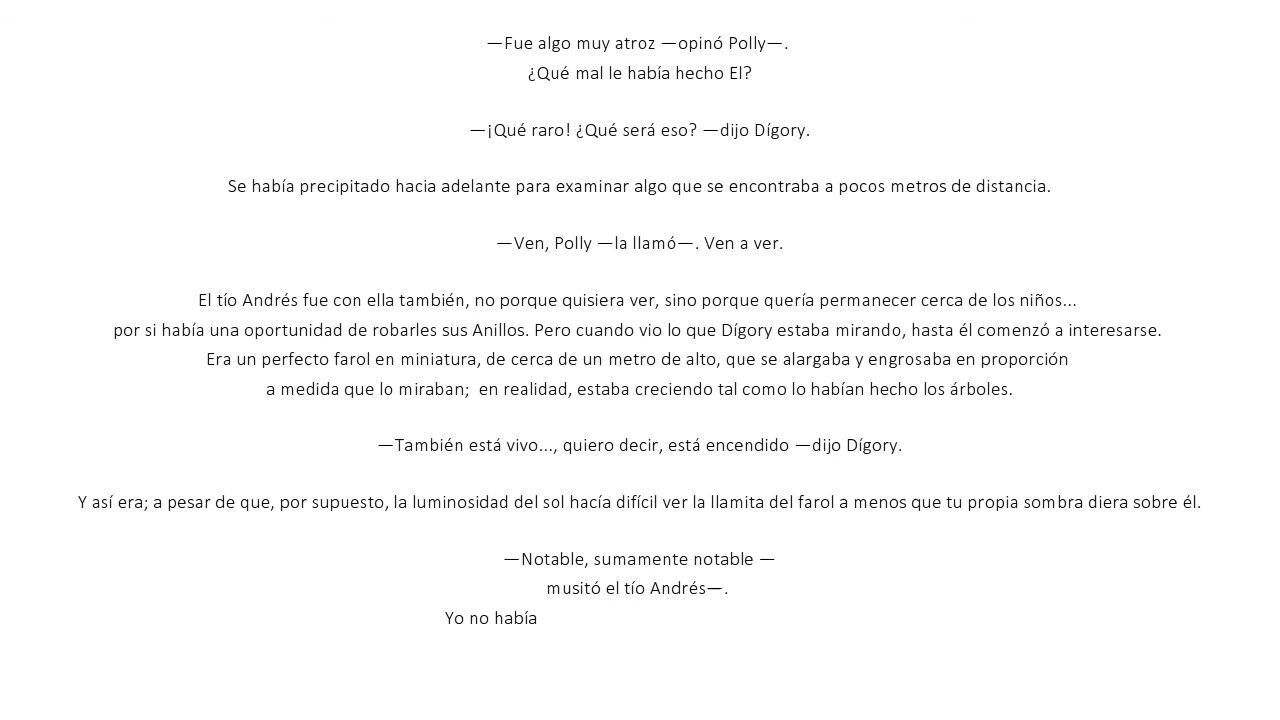 —Fue algo muy atroz —opinó Polly—.
¿Qué mal le había hecho El?
—¡Qué raro! ¿Qué será eso? —dijo Dígory.
Se había precipitado hacia adelante para examinar algo que se encontraba a pocos metros de distancia.
—Ven, Polly —la llamó—. Ven a ver.
El tío Andrés fue con ella también, no porque quisiera ver, sino porque quería permanecer cerca de los niños...
por si había una oportunidad de robarles sus Anillos. Pero cuando vio lo que Dígory estaba mirando, hasta él comenzó a interesarse.
Era un perfecto farol en miniatura, de cerca de un metro de alto, que se alargaba y engrosaba en proporción
a medida que lo miraban;  en realidad, estaba creciendo tal como lo habían hecho los árboles.
—También está vivo..., quiero decir, está encendido —dijo Dígory.
Y así era; a pesar de que, por supuesto, la luminosidad del sol hacía difícil ver la llamita del farol a menos que tu propia sombra diera sobre él.
—Notable, sumamente notable —
musitó el tío Andrés—.
Yo no había